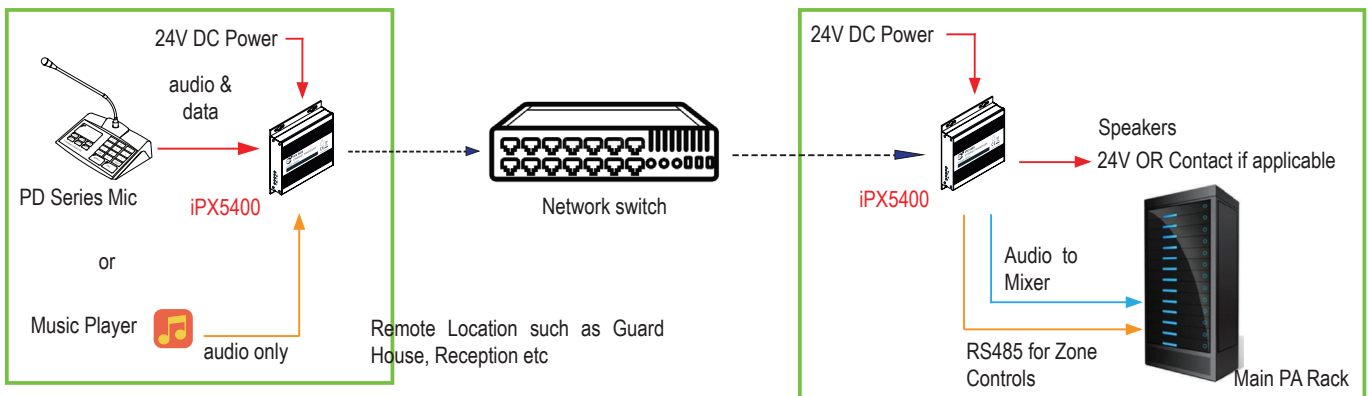 24V DC Power
audio &
data
PD Series Mic
iPX5400
or
Music Player
audio only
Network switch
Remote Location such as Guard
House, Reception etc
24V DC Power
iPX5400
Speakers
24V OR Contact if applicable
Audio to
Mixer
RS485 for Zone
Controls
Main PA Rack